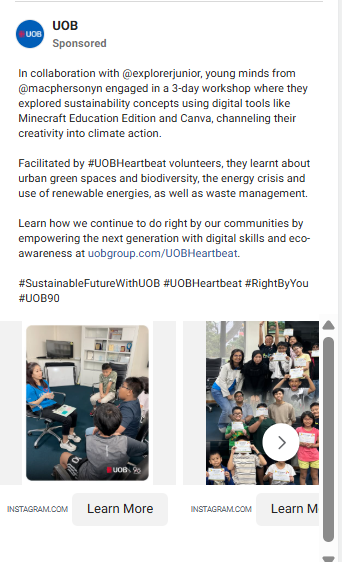 UOB
UOB
Sponsored
In collaboration with @explorerjunior, young minds from
@macphersonyn engaged in a 3-day workshop where they
explored sustainability concepts using digital tools like
Minecraft Education Edition and Canva, channeling their
creativity into climate action.
Facilitated by #UOBHeartbeat volunteers, they learnt about
urban green spaces and biodiversity, the energy crisis and
use of renewable energies, as well as waste management.
Learn how we continue to do right by our communities by
empowering the next generation with digital skills and eco-
awareness at uobgroup.com/UOBHeartbeat.
#SustainableFutureWithUOB #UOBHeartbeat #RightByYou
#UOB90
UOB
INSTAGRAM.COM Learn More
INSTAGRAM.COM Learn M